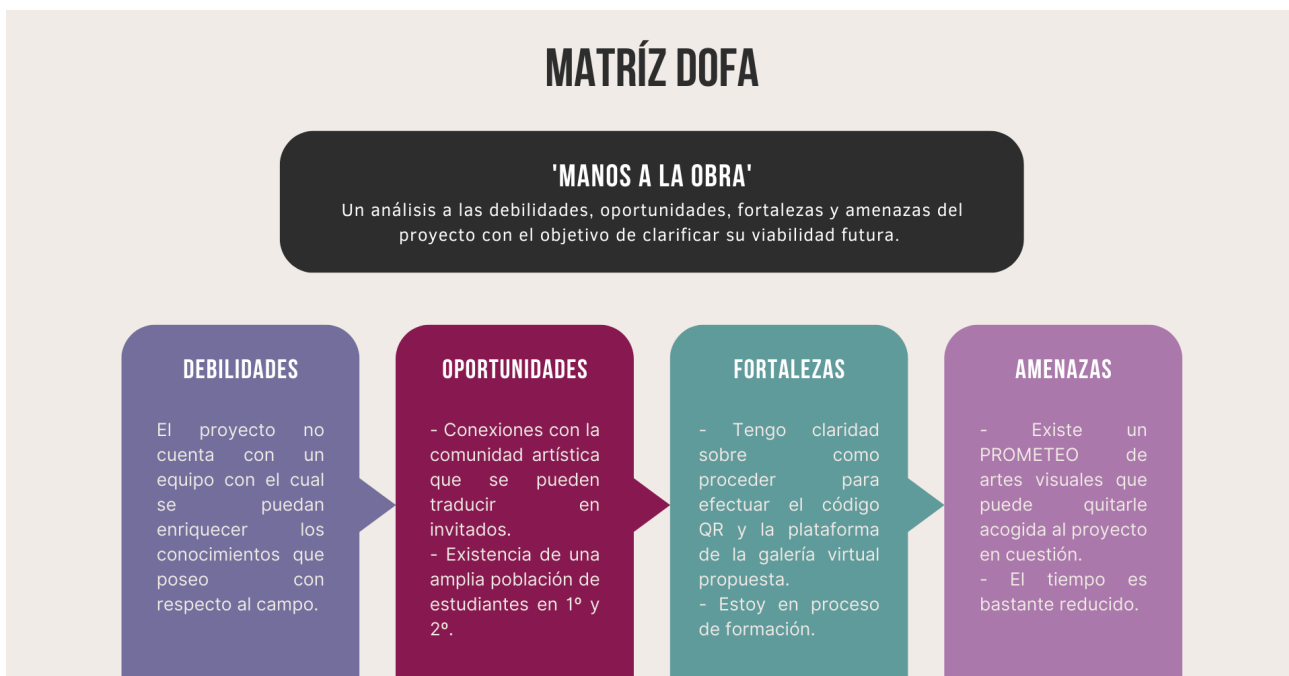 MATRÍZ DOFA
'MANOS A LA OBRA'
Un análisis a las debilidades, oportunidades, fortalezas y amenazas del
proyecto con el objetivo de clarificar su viabilidad futura.
DEBILIDADES
El proyecto no
cuenta con un
equipo con el cual
se puedan
enriquecer los
conocimientos que
poseo con
respecto al campo.
OPORTUNIDADES
- Conexiones con la
comunidad artística
que se pueden
traducir en
invitados.
- Existencia de una
amplia población de
estudiantes en 1º y
2º.
FORTALEZAS
- Tengo claridad
sobre como
proceder para
efectuar el código
QR y la plataforma
de la galería virtual
propuesta.
- Estoy en proceso
de formación.
AMENAZAS
- Existe un
PROMETEO de
artes visuales que
puede quitarle
acogida al proyecto
en cuestión.
- El tiempo es
bastante reducido.